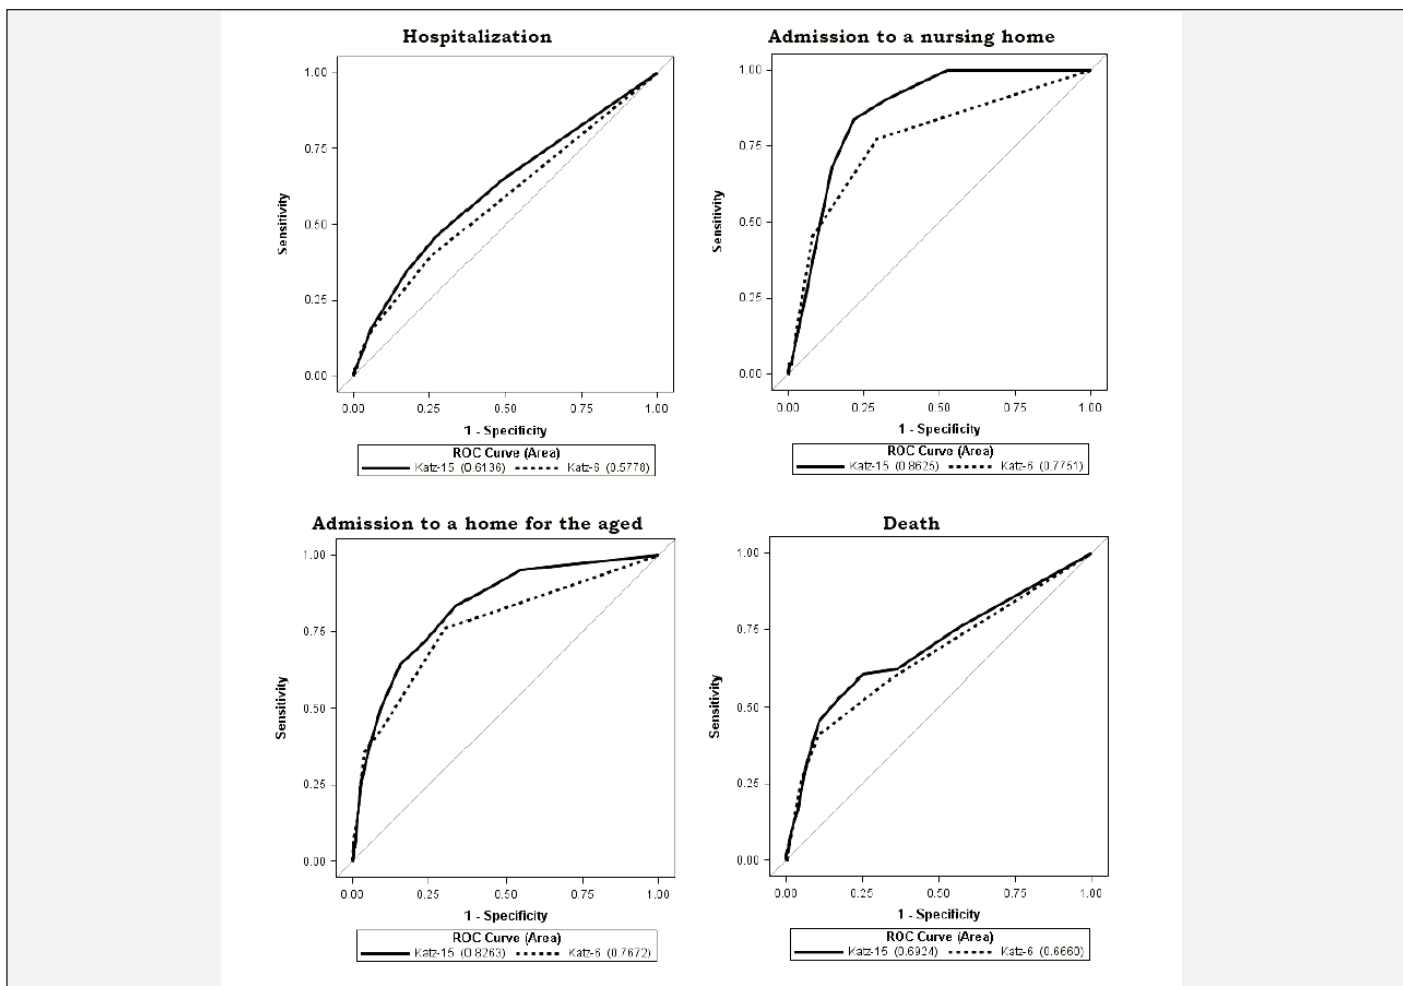 Hospitalization
1.00
0.75
0.50
0.25
0.00
Sensitivity
0.00 0.25 0.50 0.75 1.00
1 - Specificity
ROC Curve (Area)
Katz-15 (0.6136) Katz-6 (0.5778)
Admission to a nursing home
1.00
0.75
0.50
0.25
0.00
Sensitivity
0.00 0.25 0.50 0.75 1.00
1 - Specificity
ROC Curve (Area)
Katz-15 (0.8625) Katz-6 (0.7751)
Admission to a home for the aged
1.00
0.75
0.50
0.25
0.00
Sensitivity
0.00 0.25 0.50 0.75 1.00
1 - Specificity
ROC Curve (Area)
Katz-15 (0.8263) Katz-6 (0.7672)
Death
1.00
0.75
0.50
0.25
0.00
Sensitivity
0.00 0.25 0.50 0.75 1.00
1 - Specificity
ROC Curve (Area)
Katz-15 (0.6924) Katz-6 (0.6660)